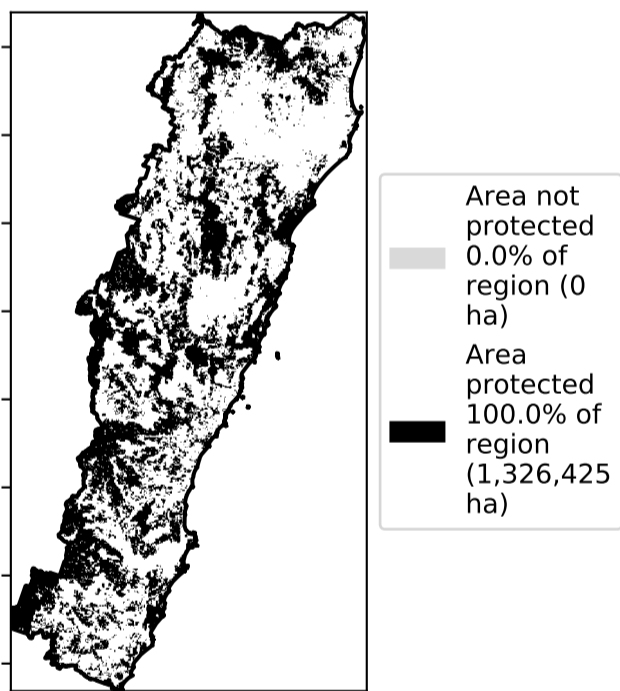 Area not
protected
0.0% of
region (0
ha)
Area
protected
100.0% of
region
(1,326,425
ha)